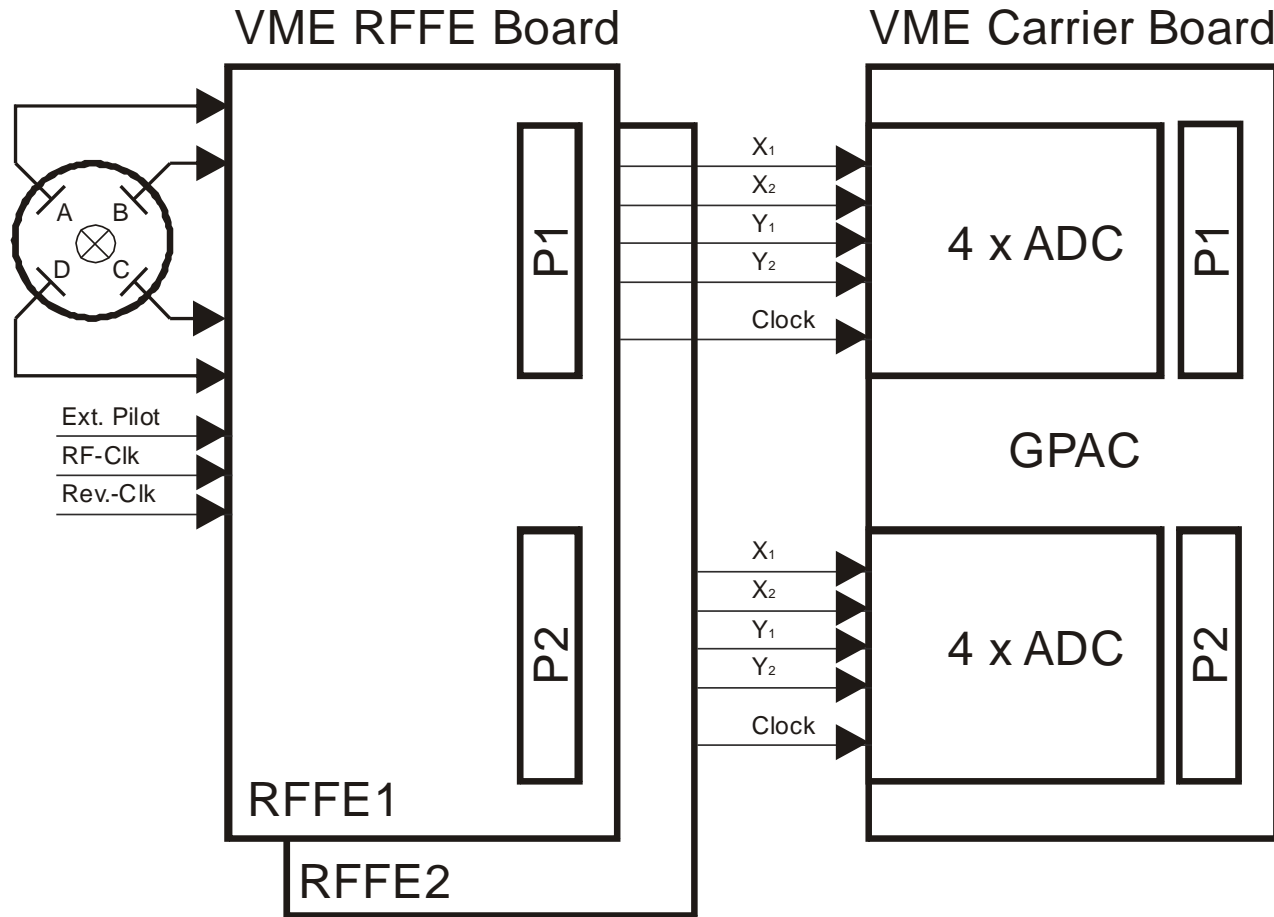 VME RFFE Board
VME Carrier Board
A B
D C
Ext. Pilot
RF-Clk
Rev.-Clk
P1
P2
RFFE1
RFFE2
X₁
X₂
Y₁
Y₂
Clock
X₁
X₂
Y₁
Y₂
Clock
4 x ADC
P1
GPAC
4 x ADC
P2